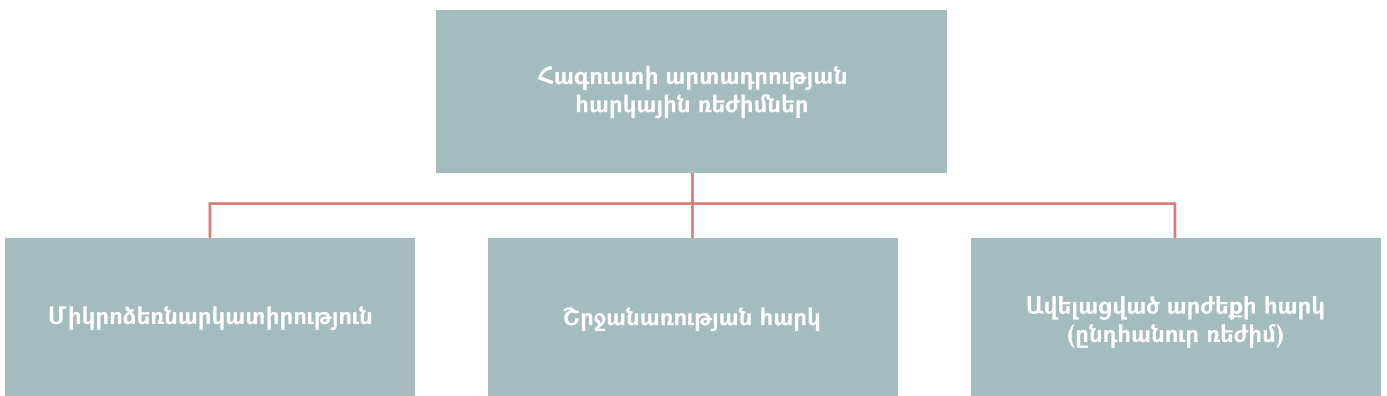 Հագուստի արտադրության
հարկային ռեժիմներ
Միկրոձեռնարկատիրություն
Շրջանառության հարկ
Ավելացված արժեքի հարկ
(ընդհանուր ռեժիմ)